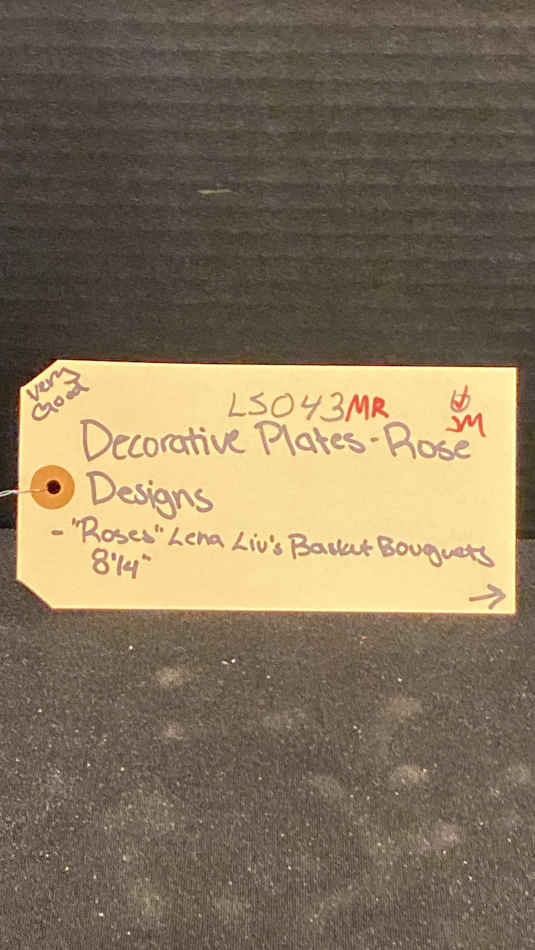 Very
Good
LS043MR
JM
Decorative Plates-Rose
Designs
- "Roses" Lena Liu's Basket Bouquets
8 1/4"
→